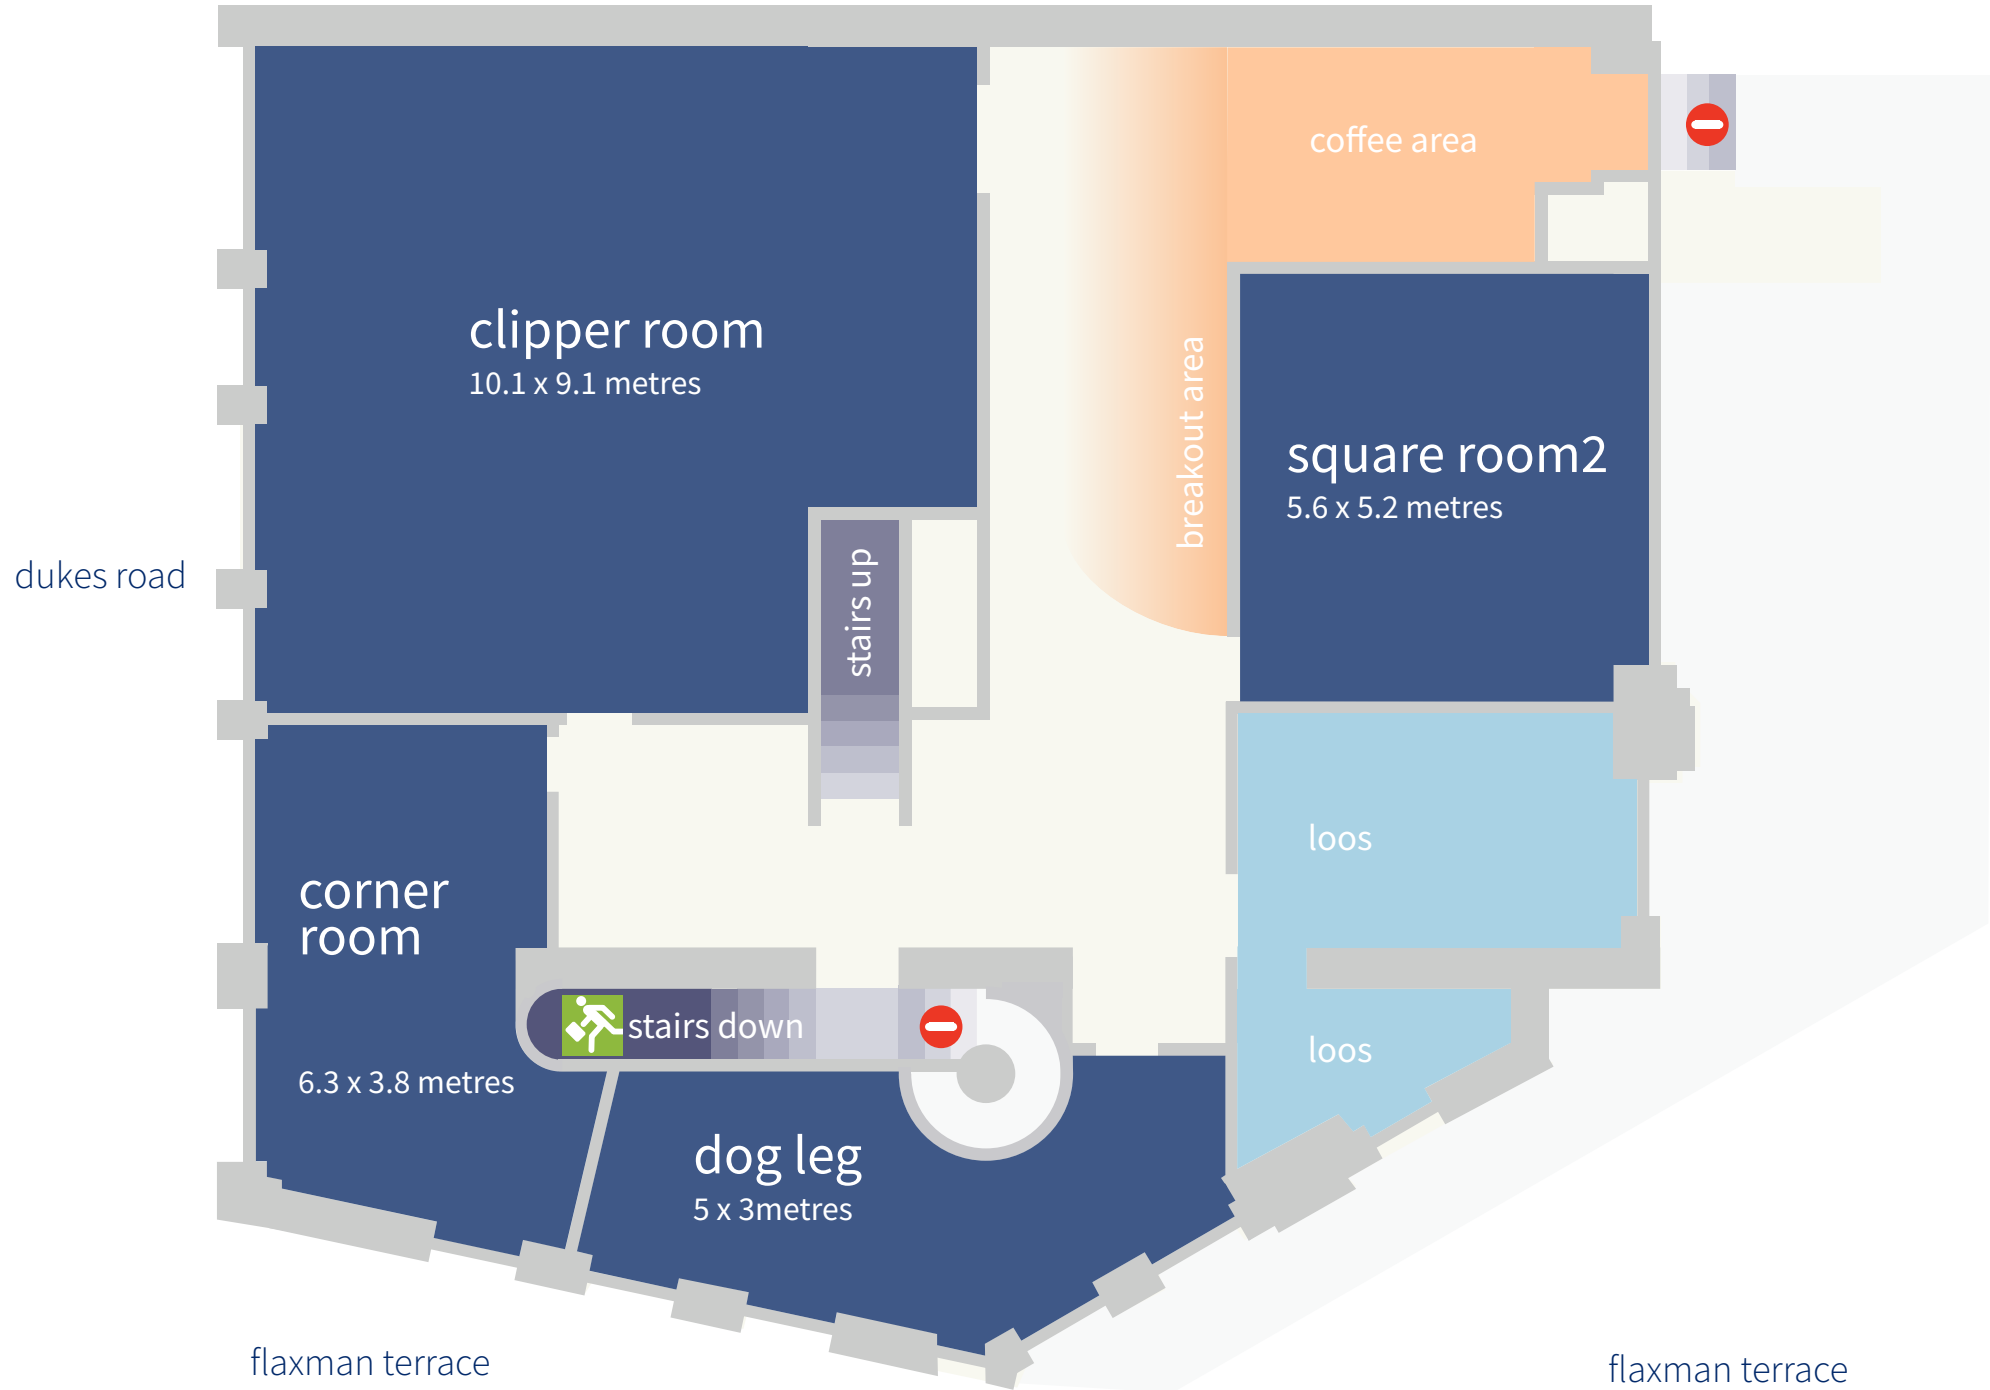 coffee area
clipper room
10.1 x 9.1 metres
breakout area
square room2
5.6 x 5.2 metres
dukes road
stairs up
loos
corner
room
6.3 x 3.8 metres
stairs down
loos
dog leg
5 x 3metres
flaxman terrace
flaxman terrace